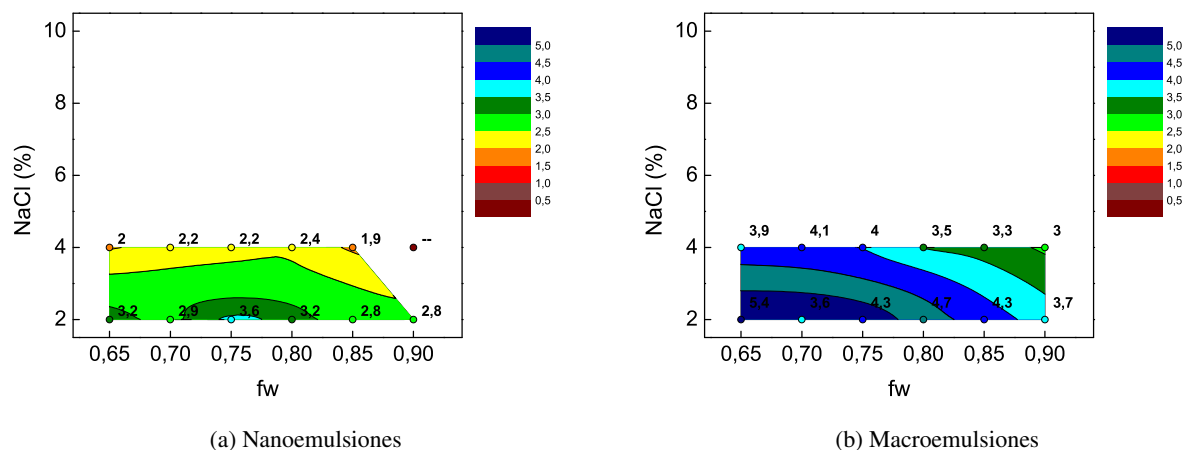 10
8
6
4
2
NaCl (%)
2 2,2 2,2 2,4 1,9 --
3,2 2,9 3,6 3,2 2,8 2,8
0,65 0,70 0,75 0,80 0,85 0,90
fw
5,0
4,5
4,0
3,5
3,0
2,5
2,0
1,5
1,0
0,5
(a) Nanoemulsiones
10
8
6
4
2
NaCl (%)
3,9 4,1 4 3,5 3,3 3
5,4 3,8 4,3 4,7 4,3 3,7
0,65 0,70 0,75 0,80 0,85 0,90
fw
5,0
4,5
4,0
3,5
3,0
2,5
2,0
1,5
1,0
0,5
(b) Macroemulsiones